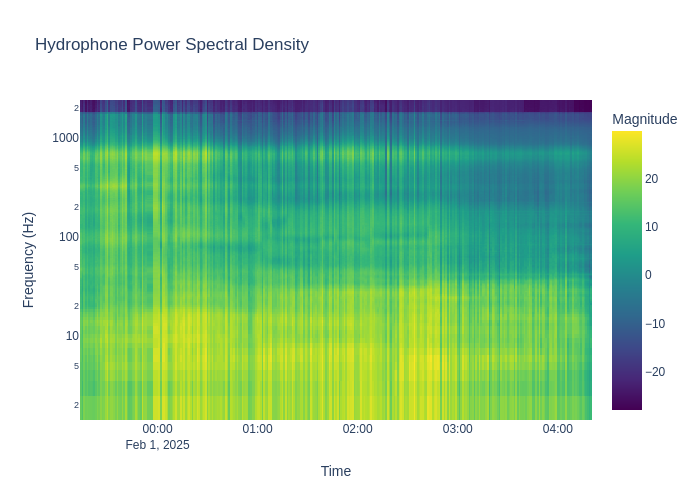 Hydrophone Power Spectral Density
Magnitude
2
1000
5
2
100
5
2
10
5
2
Frequency (Hz)
20
10
0
−10
−20
00:00 01:00 02:00 03:00 04:00
Feb 1, 2025
Time